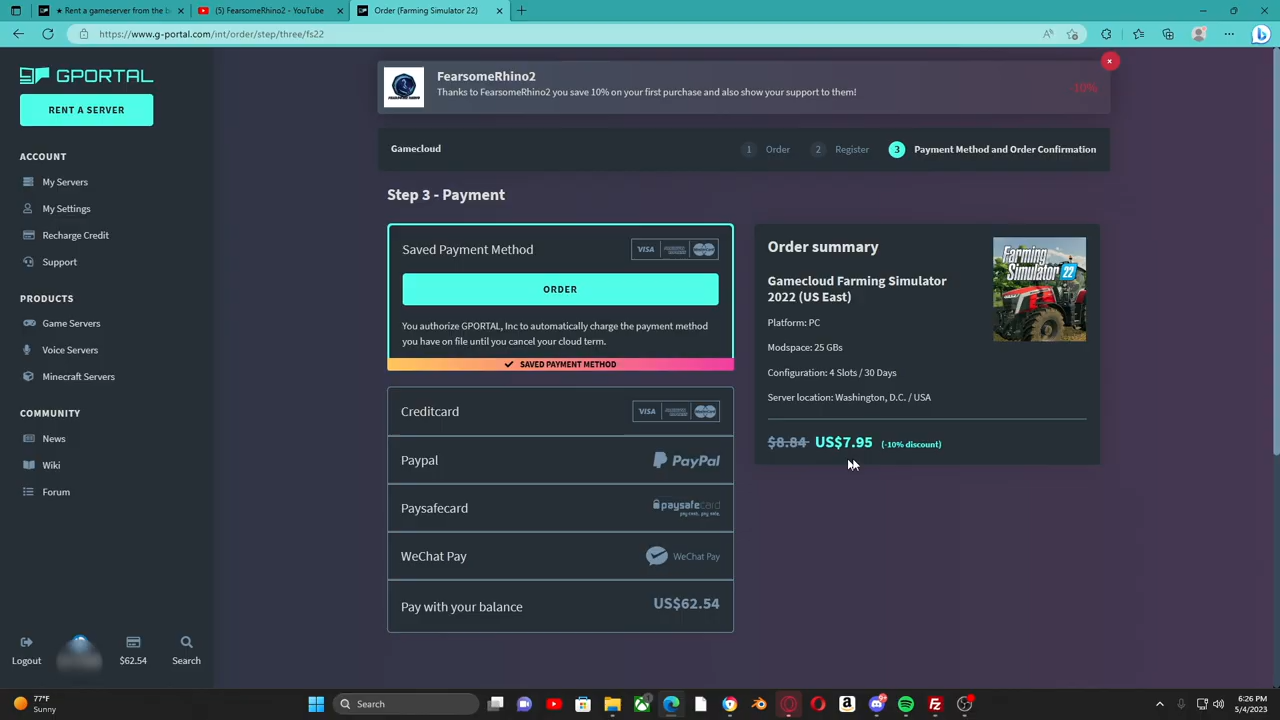 ★ Rent a gameserver from the b
(5) FearsomeRhino2 - YouTube
Order (Farming Simulator 22)
https://www.g-portal.com/int/order/step/three/fs22
GPORTAL
RENT A SERVER
ACCOUNT
My Servers
My Settings
Recharge Credit
Support
PRODUCTS
Game Servers
Voice Servers
Minecraft Servers
COMMUNITY
News
Wiki
Forum
Logout
$62.54
Search
FearsomeRhino2
Thanks to FearsomeRhino2 you save 10% on your first purchase and also show your support to them!
-10%
Gamecloud
1 Order
2 Register
3 Payment Method and Order Confirmation
Step 3 - Payment
Saved Payment Method
VISA
ORDER
You authorize GPORTAL, Inc to automatically charge the payment method
you have on file until you cancel your cloud term.
SAVED PAYMENT METHOD
Creditcard
VISA
Paypal
PayPal
Paysafecard
paysafecard
WeChat Pay
WeChat Pay
Pay with your balance
US$62.54
Order summary
Gamecloud Farming Simulator
2022 (US East)
Platform: PC
Modspace: 25 GBs
Configuration: 4 Slots / 30 Days
Server location: Washington, D.C. / USA
$8.84 US$7.95 (-10% discount)
Farming
Simulator 22
77°F
Sunny
Search
6:26 PM
5/4/2023